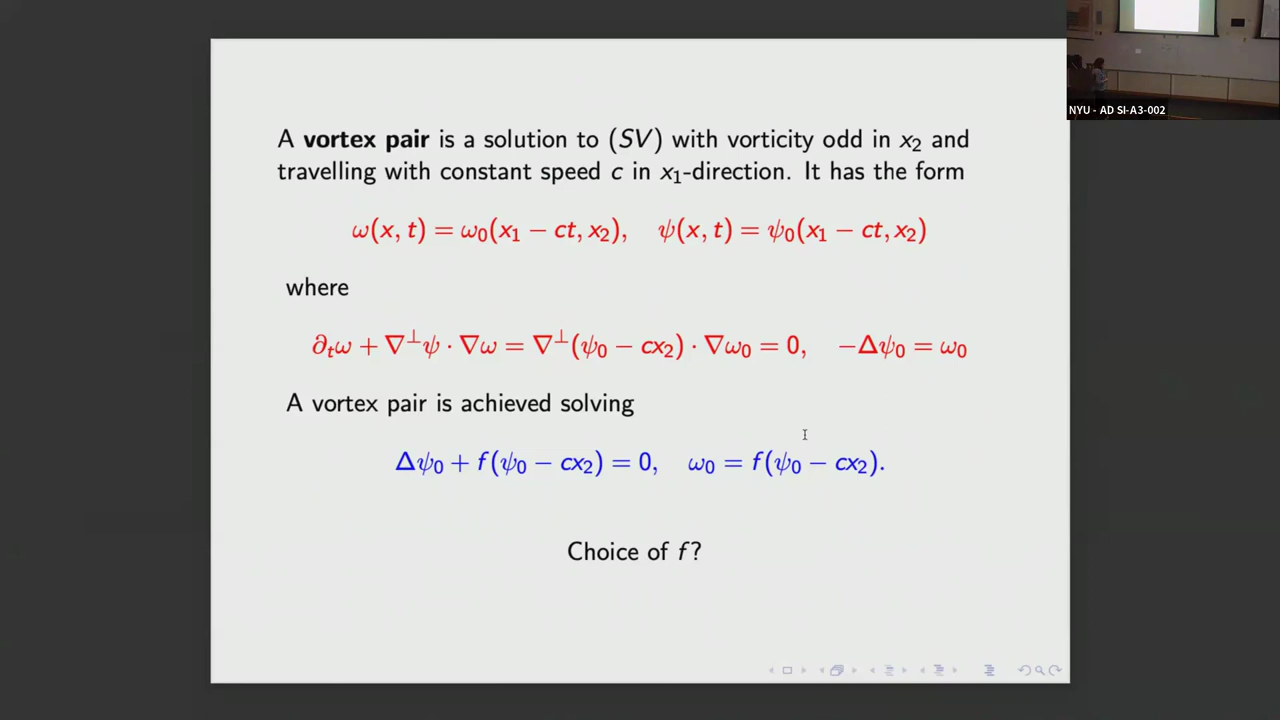 NYU - AD SI-A3-002
A vortex pair is a solution to (SV) with vorticity odd in x₂ and
travelling with constant speed c in x₁-direction. It has the form
ω(x, t) = ω₀(x₁ − ct, x₂),   ψ(x, t) = ψ₀(x₁ − ct, x₂)
where
∂ₜω + ∇⊥ψ · ∇ω = ∇⊥(ψ₀ − cx₂) · ∇ω₀ = 0,   −Δψ₀ = ω₀
A vortex pair is achieved solving
Δψ₀ + f(ψ₀ − cx₂) = 0,   ω₀ = f(ψ₀ − cx₂).
Choice of f?